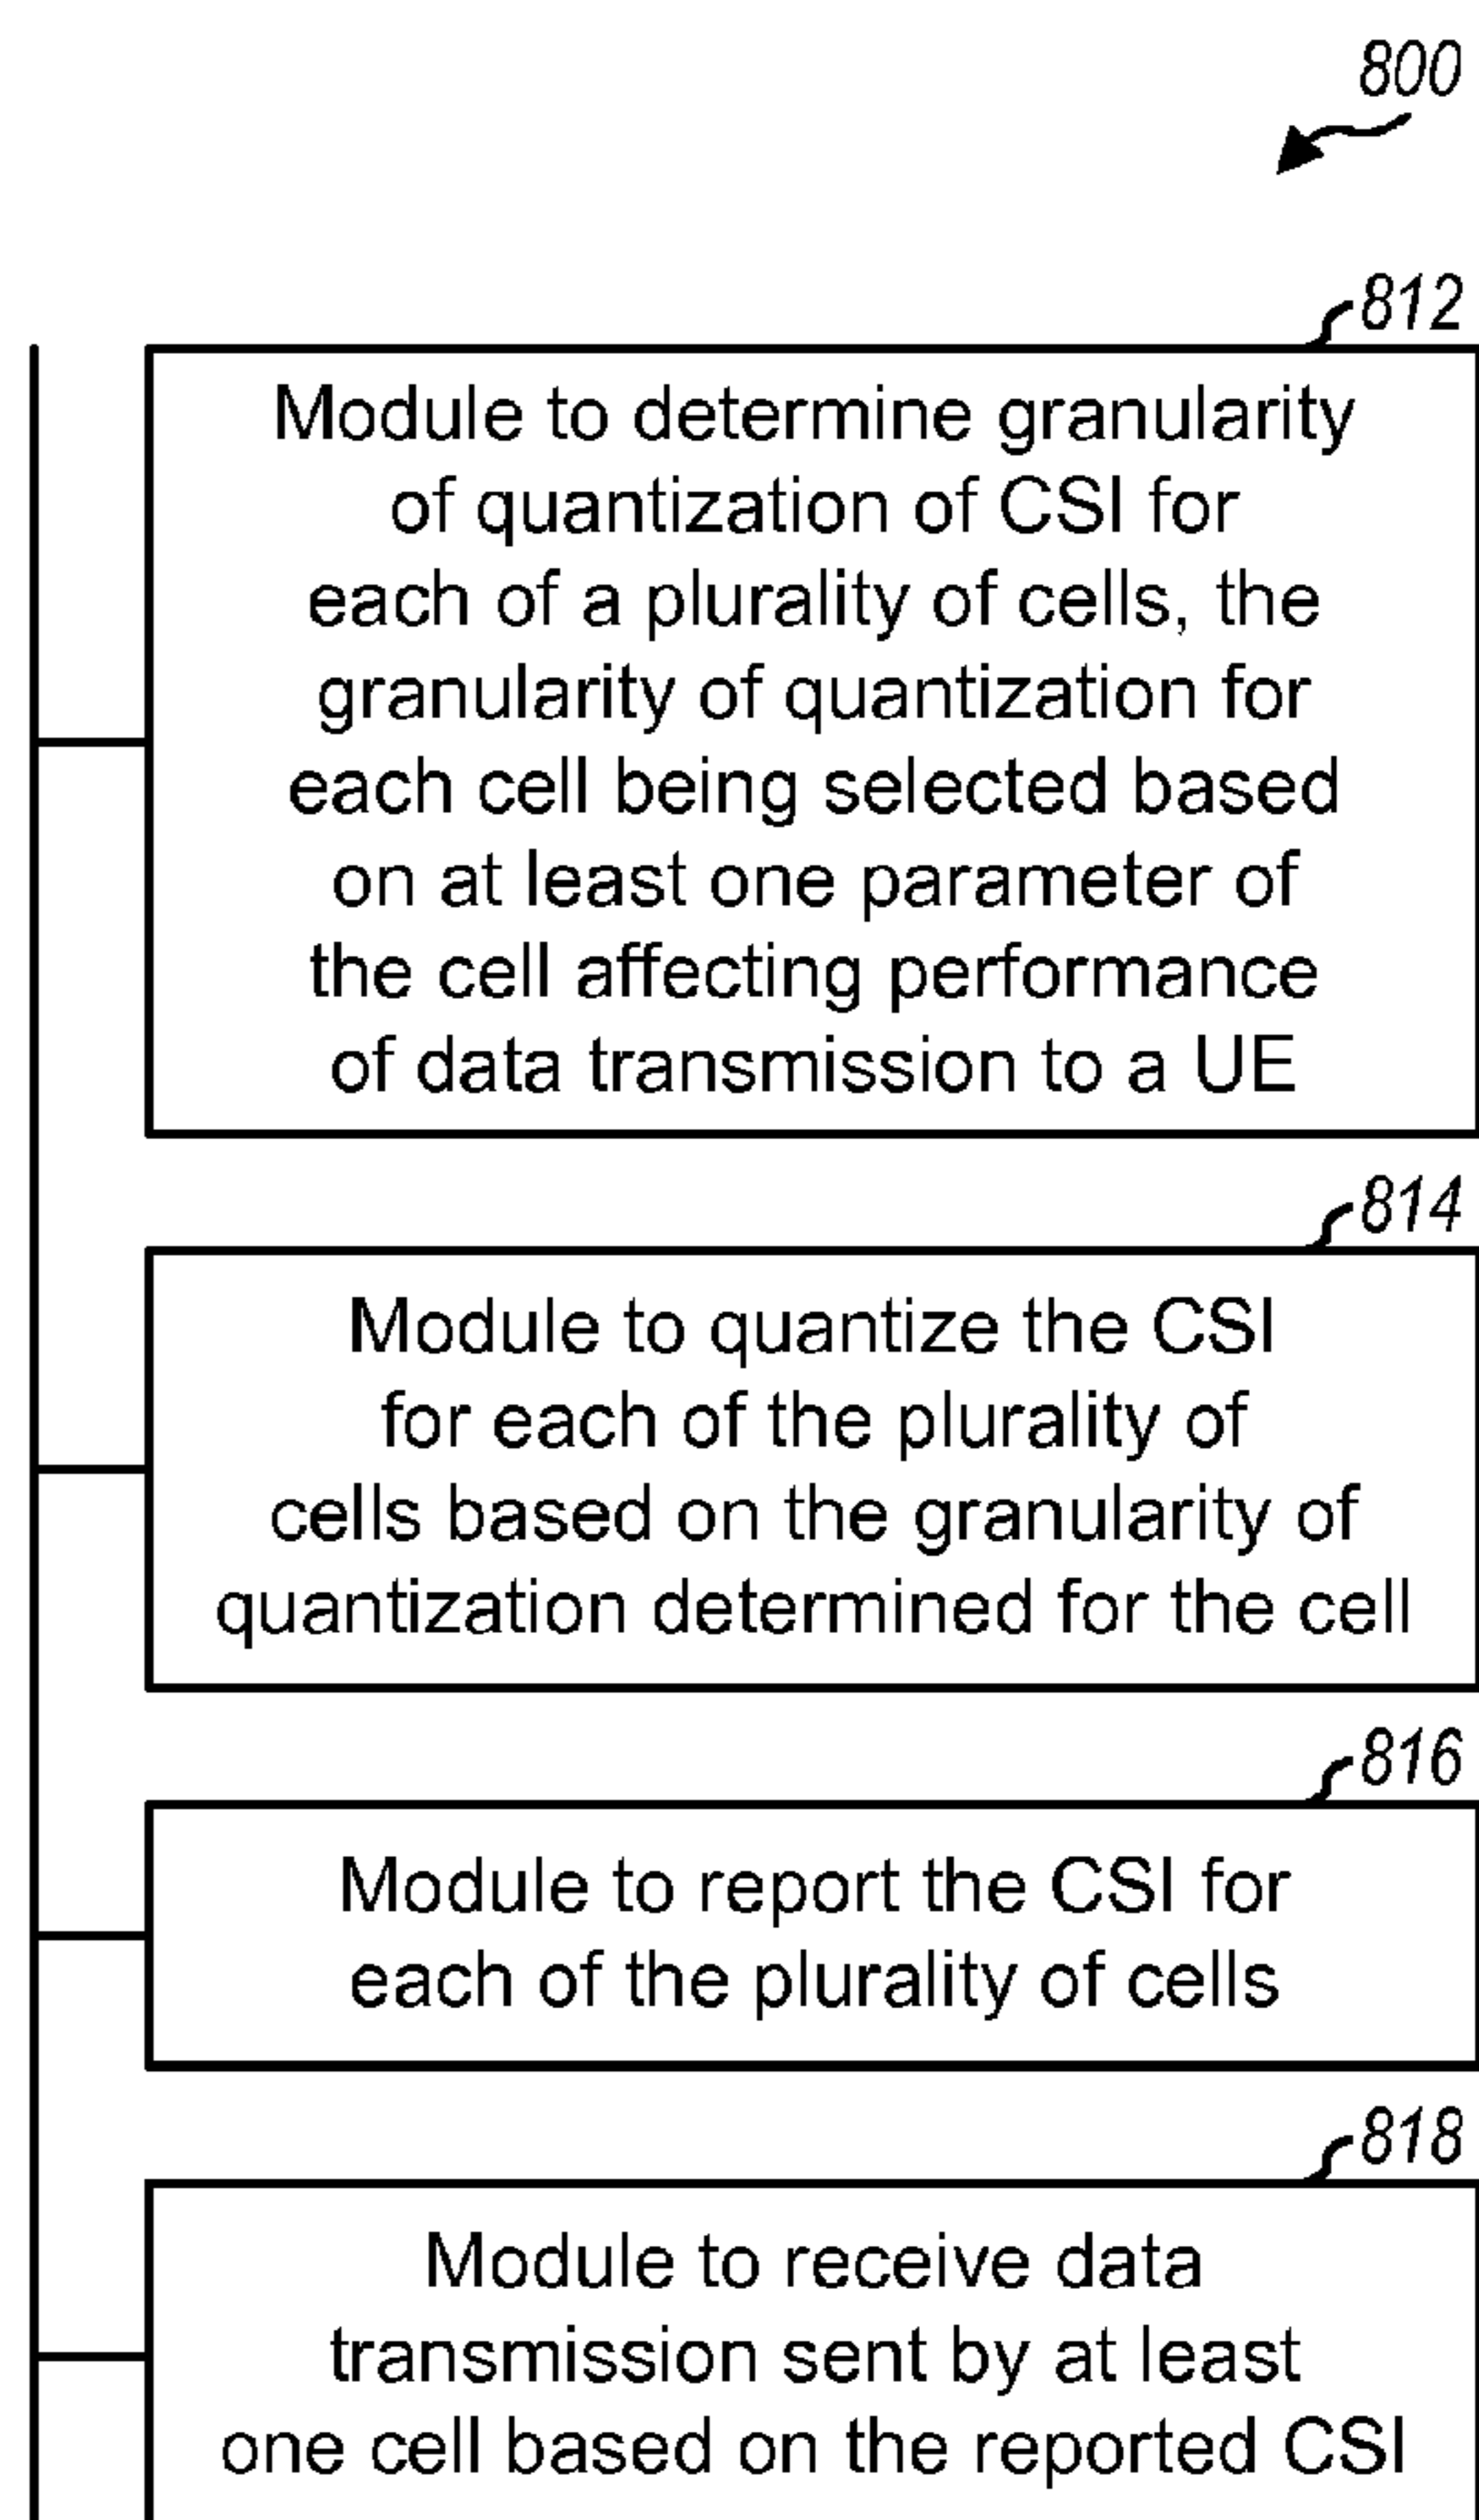 800
812
Module to determine granularity
of quantization of CSI for
each of a plurality of cells, the
granularity of quantization for
each cell being selected based
on at least one parameter of
the cell affecting performance
of data transmission to a UE
814
Module to quantize the CSI
for each of the plurality of
cells based on the granularity of
quantization determined for the cell
816
Module to report the CSI for
each of the plurality of cells
818
Module to receive data
transmission sent by at least
one cell based on the reported CSI